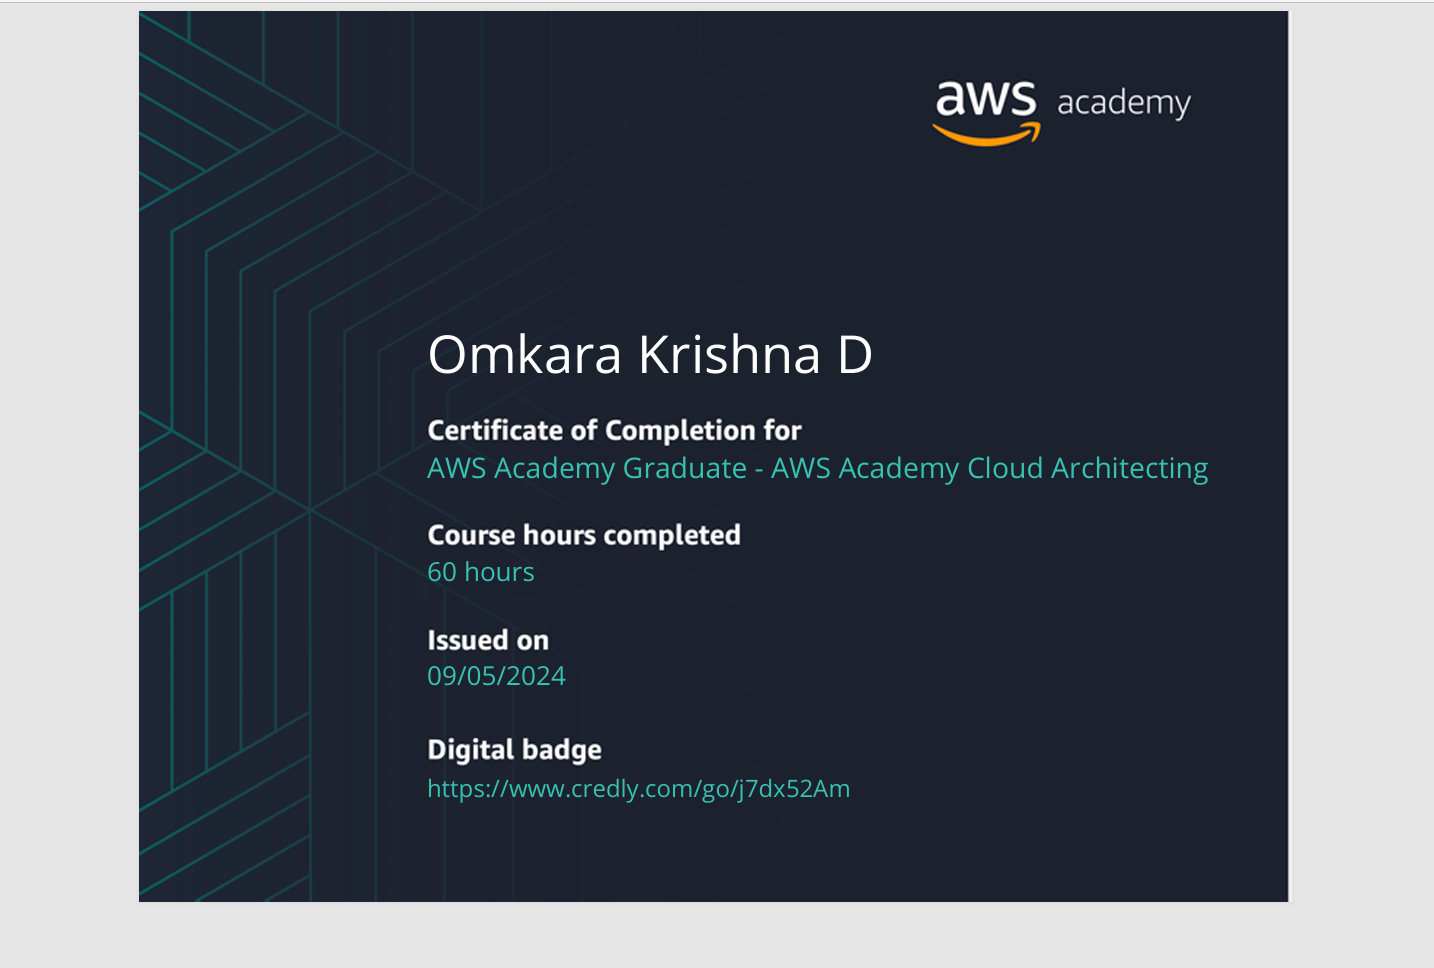 aws academy
Omkara Krishna D
Certificate of Completion for
AWS Academy Graduate - AWS Academy Cloud Architecting
Course hours completed
60 hours
Issued on
09/05/2024
Digital badge
https://www.credly.com/go/j7dx52Am